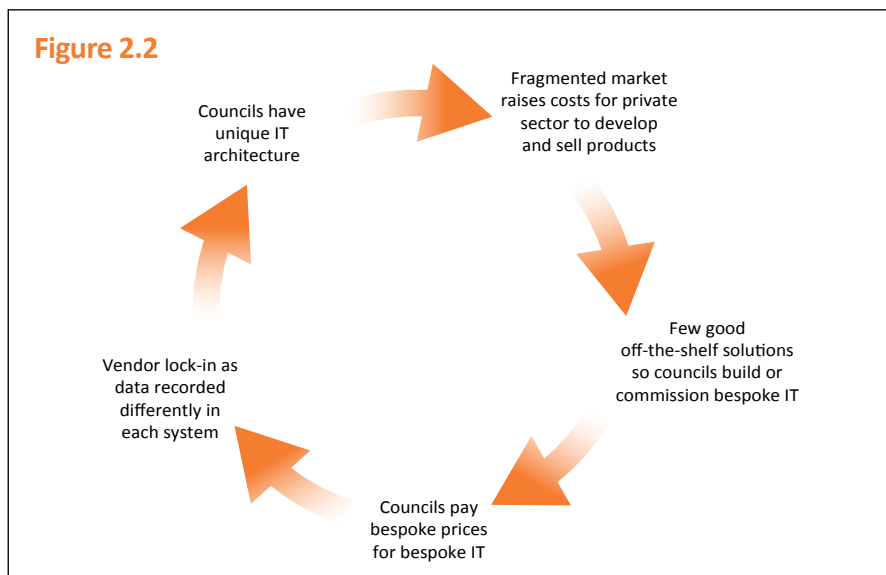 Figure 2.2
Councils have
unique IT
architecture
Fragmented market
raises costs for private
sector to develop
and sell products
Few good
off-the-shelf solutions
so councils build or
commission bespoke IT
Councils pay
bespoke prices
for bespoke IT
Vendor lock-in as
data recorded
differently in
each system